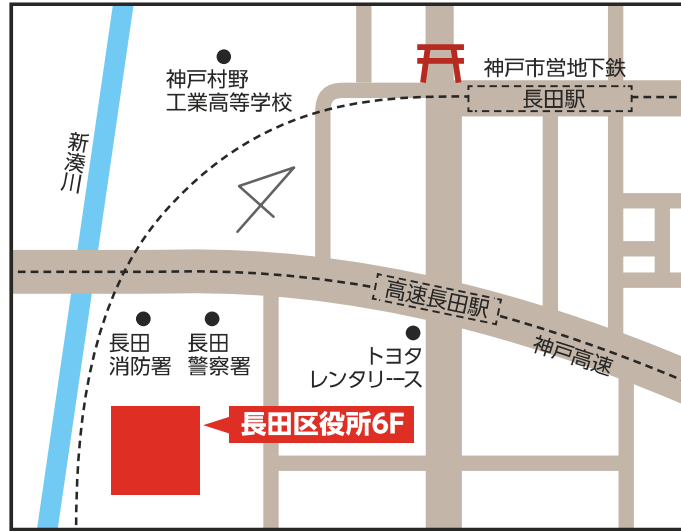 神戸村野
工業高等学校
神戸市営地下鉄
長田駅
新湊川
高速長田駅
神戸高速
長田
消防署
長田
警察署
トヨタ
レンタリース
長田区役所6F